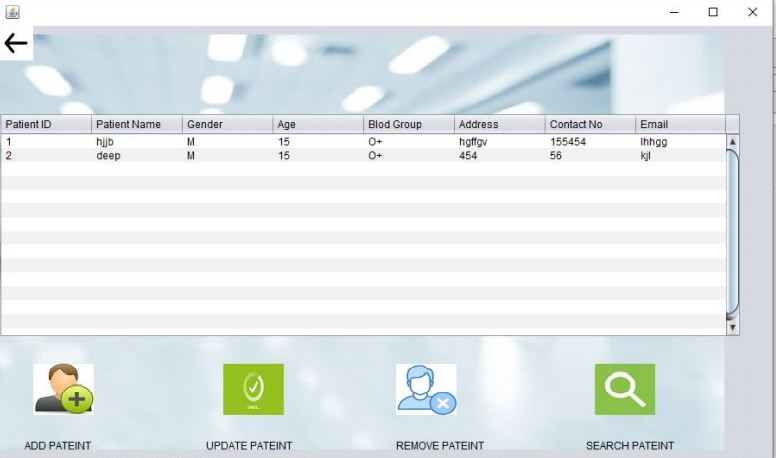 Patient ID Patient Name Gender Age Blod Group Address Contact No Email
1 hjjb M 15 O+ hgffgv 155454 lhhgg
2 deep M 15 O+ 454 56 kjl
ADD PATEINT UPDATE PATEINT REMOVE PATEINT SEARCH PATEINT